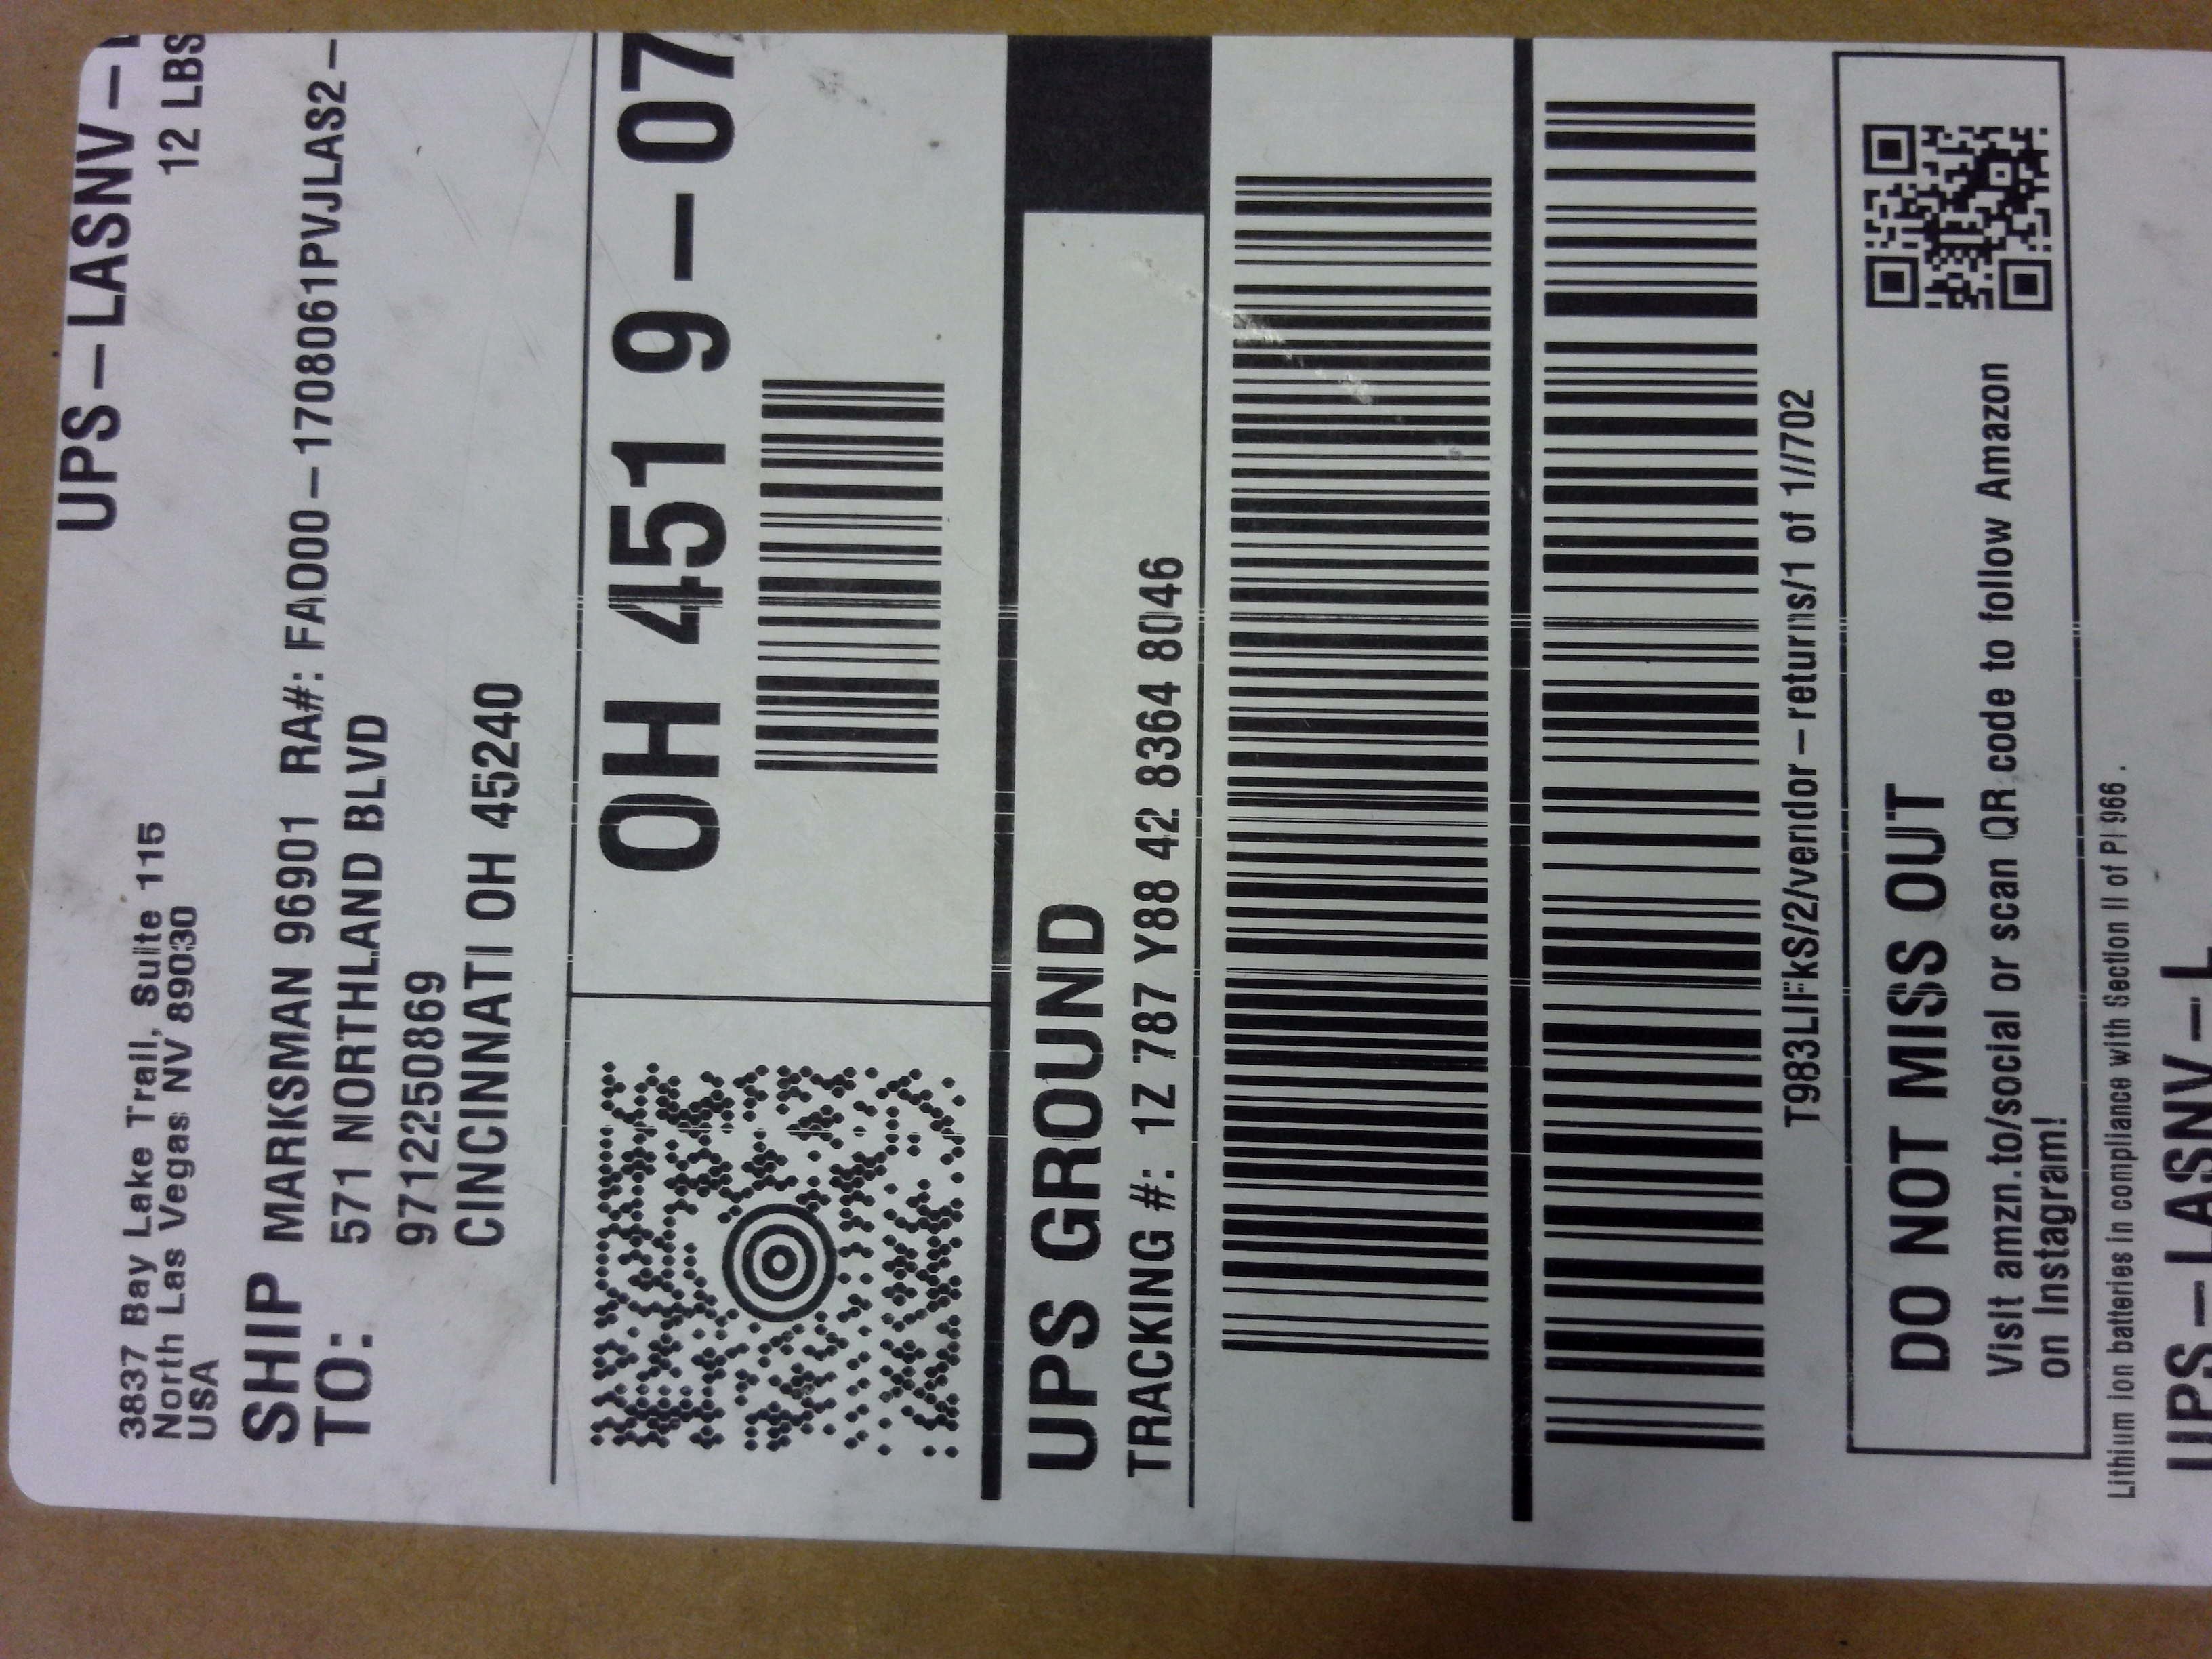 UPS-LASNV-
12 LBS
3837 Bay Lake Trail, Suite 115
North Las Vegas NV 89030
USA
SHIP
TO:
MARKSMAN 96901 RA#: FA000-1708061PVJLAS2-
571 NORTHLAND BLVD
9712250869
CINCINNATI OH 45240
OH 451 9-07
UPS GROUND
TRACKING #: 1Z 787 Y88 42 8364 8046
T983LIFkS/2/vendor-returns/1 of 1//702
DO NOT MISS OUT
Visit amzn.to/social or scan QR code to follow Amazon
on Instagram!
Lithium ion batteries in compliance with Section II of PI 966 .
UPS-LASNV-L